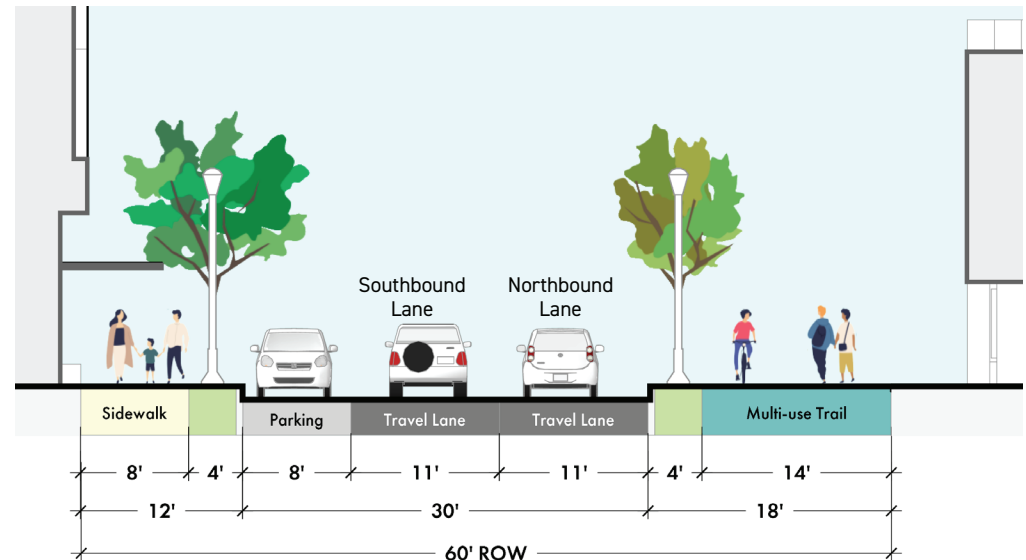 Southbound
Lane
Northbound
Lane
Sidewalk
Parking
Travel Lane
Travel Lane
Multi-use Trail
8'
4'
8'
11'
11'
4'
14'
12'
30'
18'
60' ROW